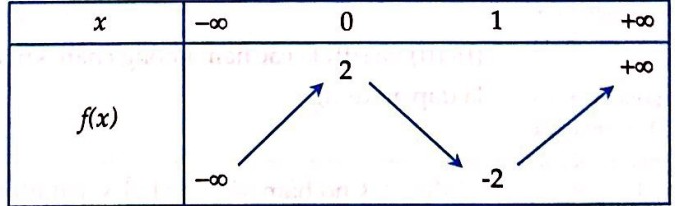 x −∞ 0 1 +∞
2 +∞
f(x)
−∞ -2